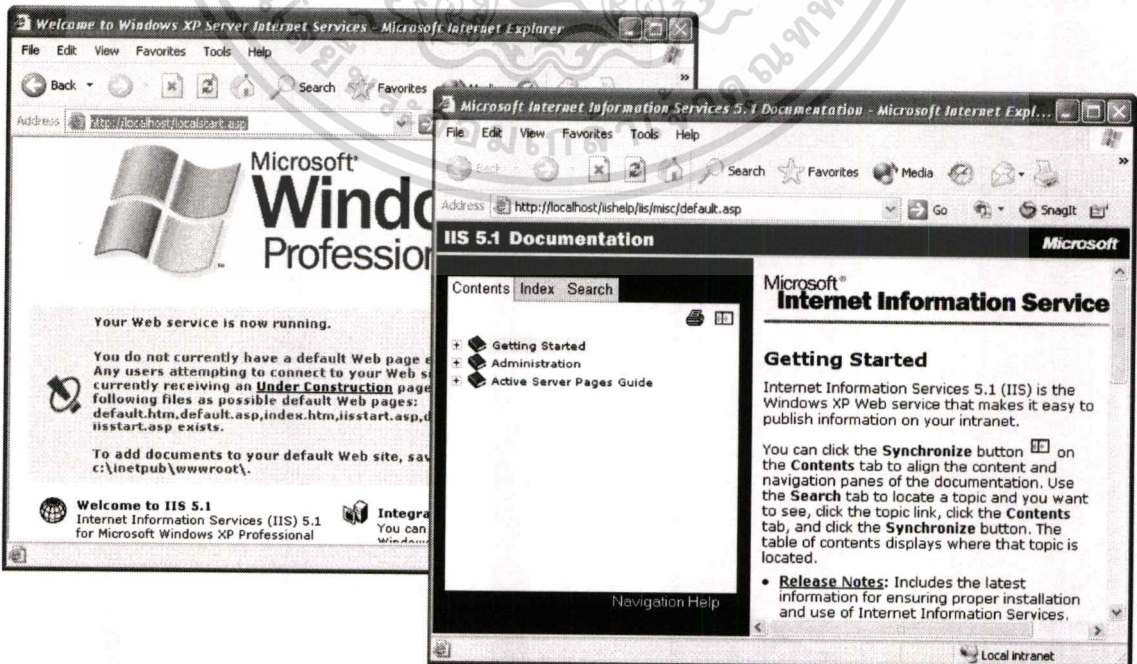 Welcome to Windows XP Server Internet Services - Microsoft Internet Explorer
File Edit View Favorites Tools Help
Back Search Favorites
Address http://localhost/localstart.asp
Microsoft®
Windo
Profession
Your Web service is now running.
You do not currently have a default Web page e
Any users attempting to connect to your Web s
currently receiving an Under Construction page
following files as possible default Web pages:
default.htm,default.asp,index.htm,iisstart.asp,d
iisstart.asp exists.
To add documents to your default Web site, sav
c:\inetpub\wwwroot\.
Welcome to IIS 5.1
Internet Information Services (IIS) 5.1
for Microsoft Windows XP Professional
Integra
You can
Window
Microsoft Internet Information Services 5.1 Documentation - Microsoft Internet Expl...
File Edit View Favorites Tools Help
Back Search Favorites Media
Address http://localhost/iishelp/iis/misc/default.asp Go SnagIt
IIS 5.1 Documentation
Microsoft
Contents Index Search
Getting Started
Administration
Active Server Pages Guide
Navigation Help
Microsoft®
Internet Information Service
Getting Started
Internet Information Services 5.1 (IIS) is the
Windows XP Web service that makes it easy to
publish information on your intranet.
You can click the Synchronize button on
the Contents tab to align the content and
navigation panes of the documentation. Use
the Search tab to locate a topic and you want
to see, click the topic link, click the Contents
tab, and click the Synchronize button. The
table of contents displays where that topic is
located.
• Release Notes: Includes the latest
information for ensuring proper installation
and use of Internet Information Services.
Local intranet